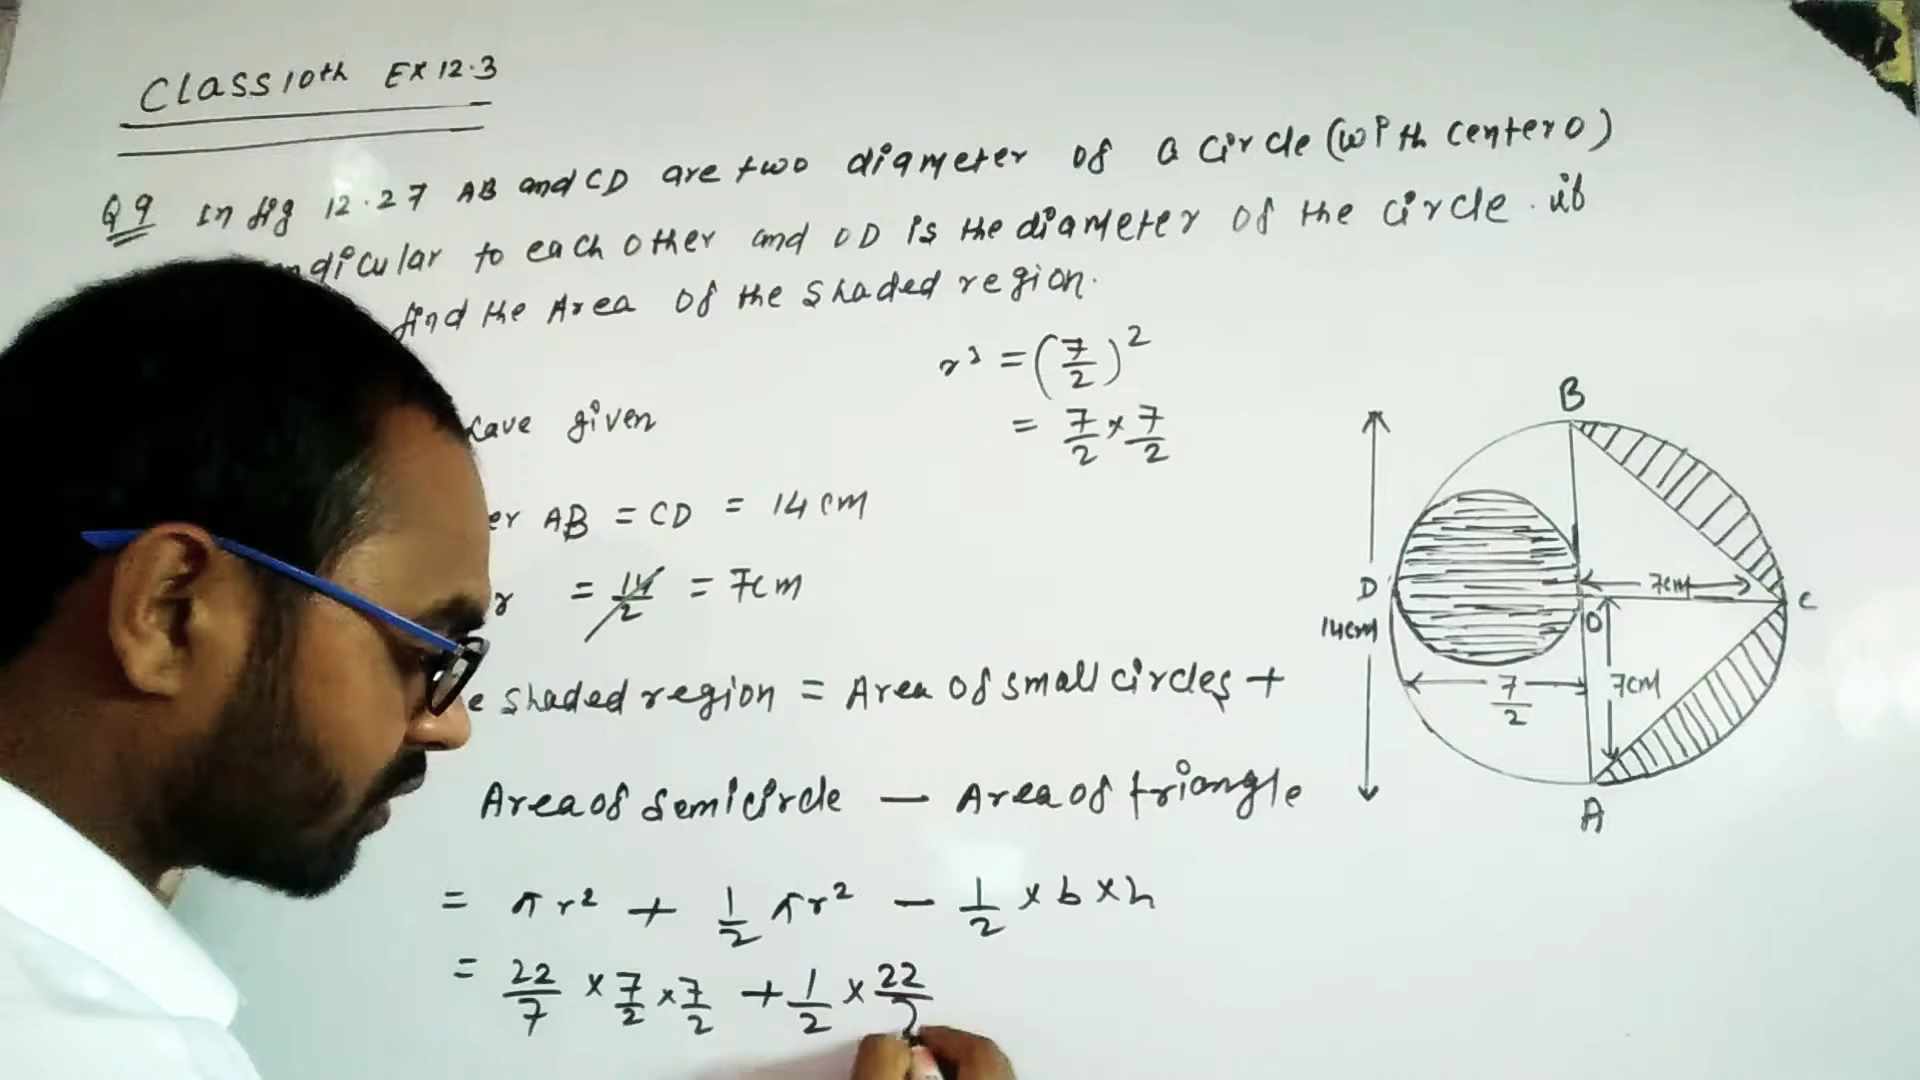 Class 10th Ex 12.3
Q9 In fig 12.27 AB and CD are two diameter of a circle (with center O)
ndicular to each other and OD is the diameter of the circle. if
find the Area of the shaded region.
r² = (7/2)²
= 7/2 × 7/2
have given
er AB = CD = 14 cm
r = 14/2 = 7cm
e shaded region = Area of small circles +
Area of semicircle — Area of triangle
= πr² + 1/2 πr² — 1/2 × b × h
= 22/7 × 7/2 × 7/2 + 1/2 × 22/7
B
D
14cm
7cm
C
O
7cm
7/2
A